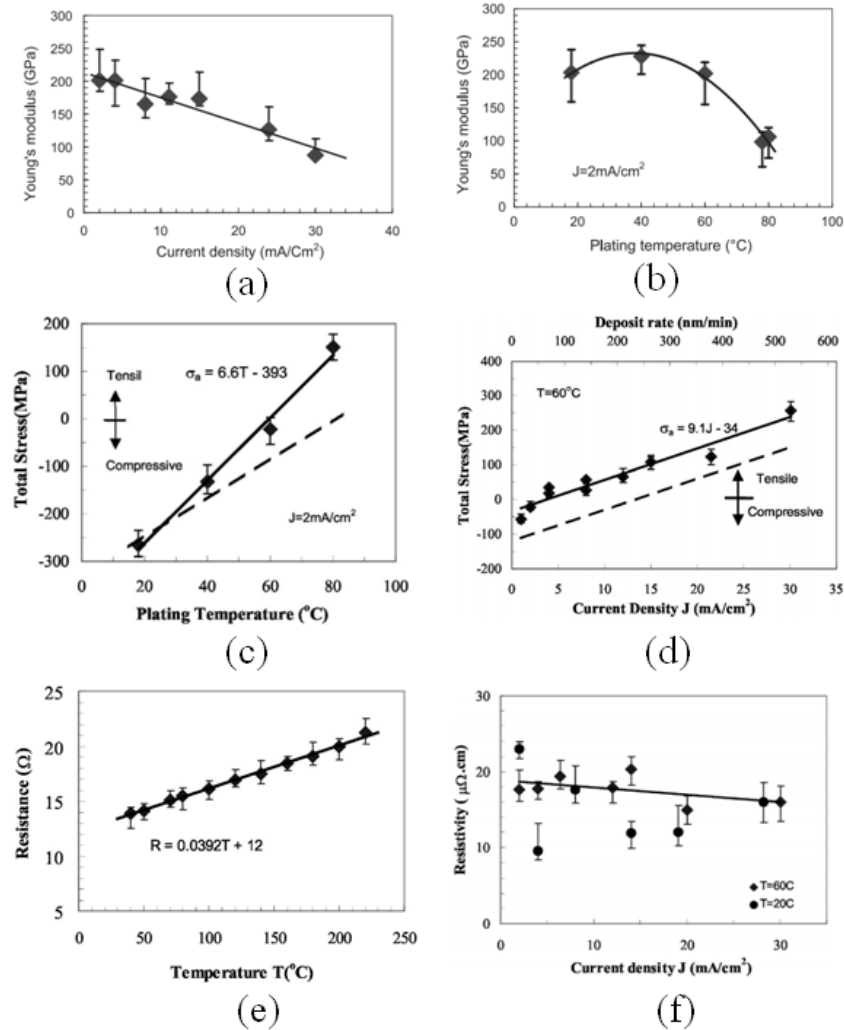 Young's modulus (GPa)
300
250
200
150
100
50
0
0 10 20 30 40
Current density (mA/Cm²)
(a)
Young's modulus (GPa)
300
250
200
150
100
50
0
J=2mA/cm²
0 20 40 60 80 100
Plating temperature (°C)
(b)
Total Stress(MPa)
200
100
0
-100
-200
-300
Tensil
Compressive
σa = 6.6T - 393
J=2mA/cm²
0 20 40 60 80 100
Plating Temperature (°C)
(c)
Deposit rate (nm/min)
0 100 200 300 400 500 600
Total Stress(MPa)
400
300
200
100
0
-100
-200
T=60°C
σa = 9.1J - 34
Tensile
Compressive
0 5 10 15 20 25 30 35
Current Density J (mA/cm²)
(d)
Resistance (Ω)
25
20
15
10
5
R = 0.0392T + 12
0 50 100 150 200 250
Temperature T(°C)
(e)
Resistivity ( μΩ.cm)
30
20
10
0
T=60C
T=20C
0 10 20 30
Current density J (mA/cm²)
(f)